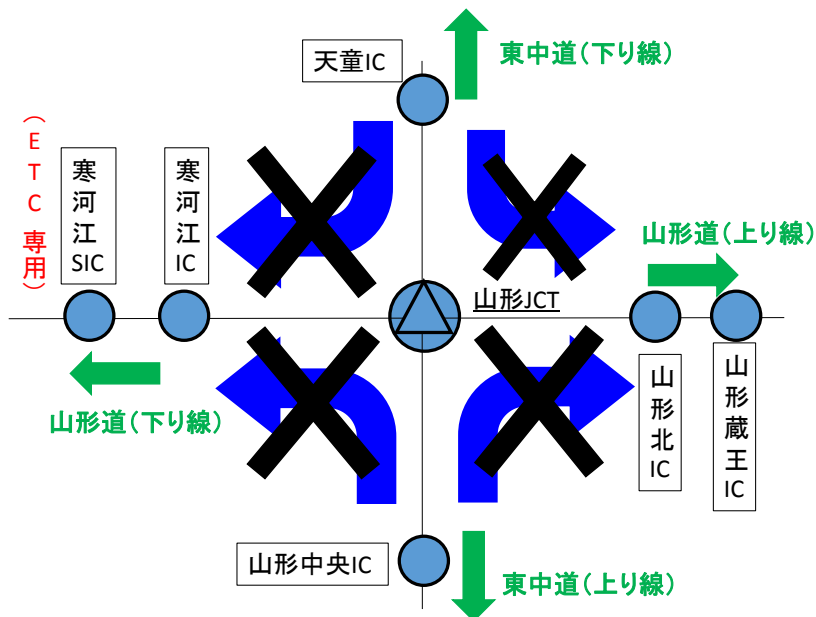 天童IC
東中道(下り線)
(ETC専用)
寒河江SIC
寒河江IC
山形道(上り線)
山形JCT
山形道(下り線)
山形北IC
山形蔵王IC
山形中央IC
東中道(上り線)